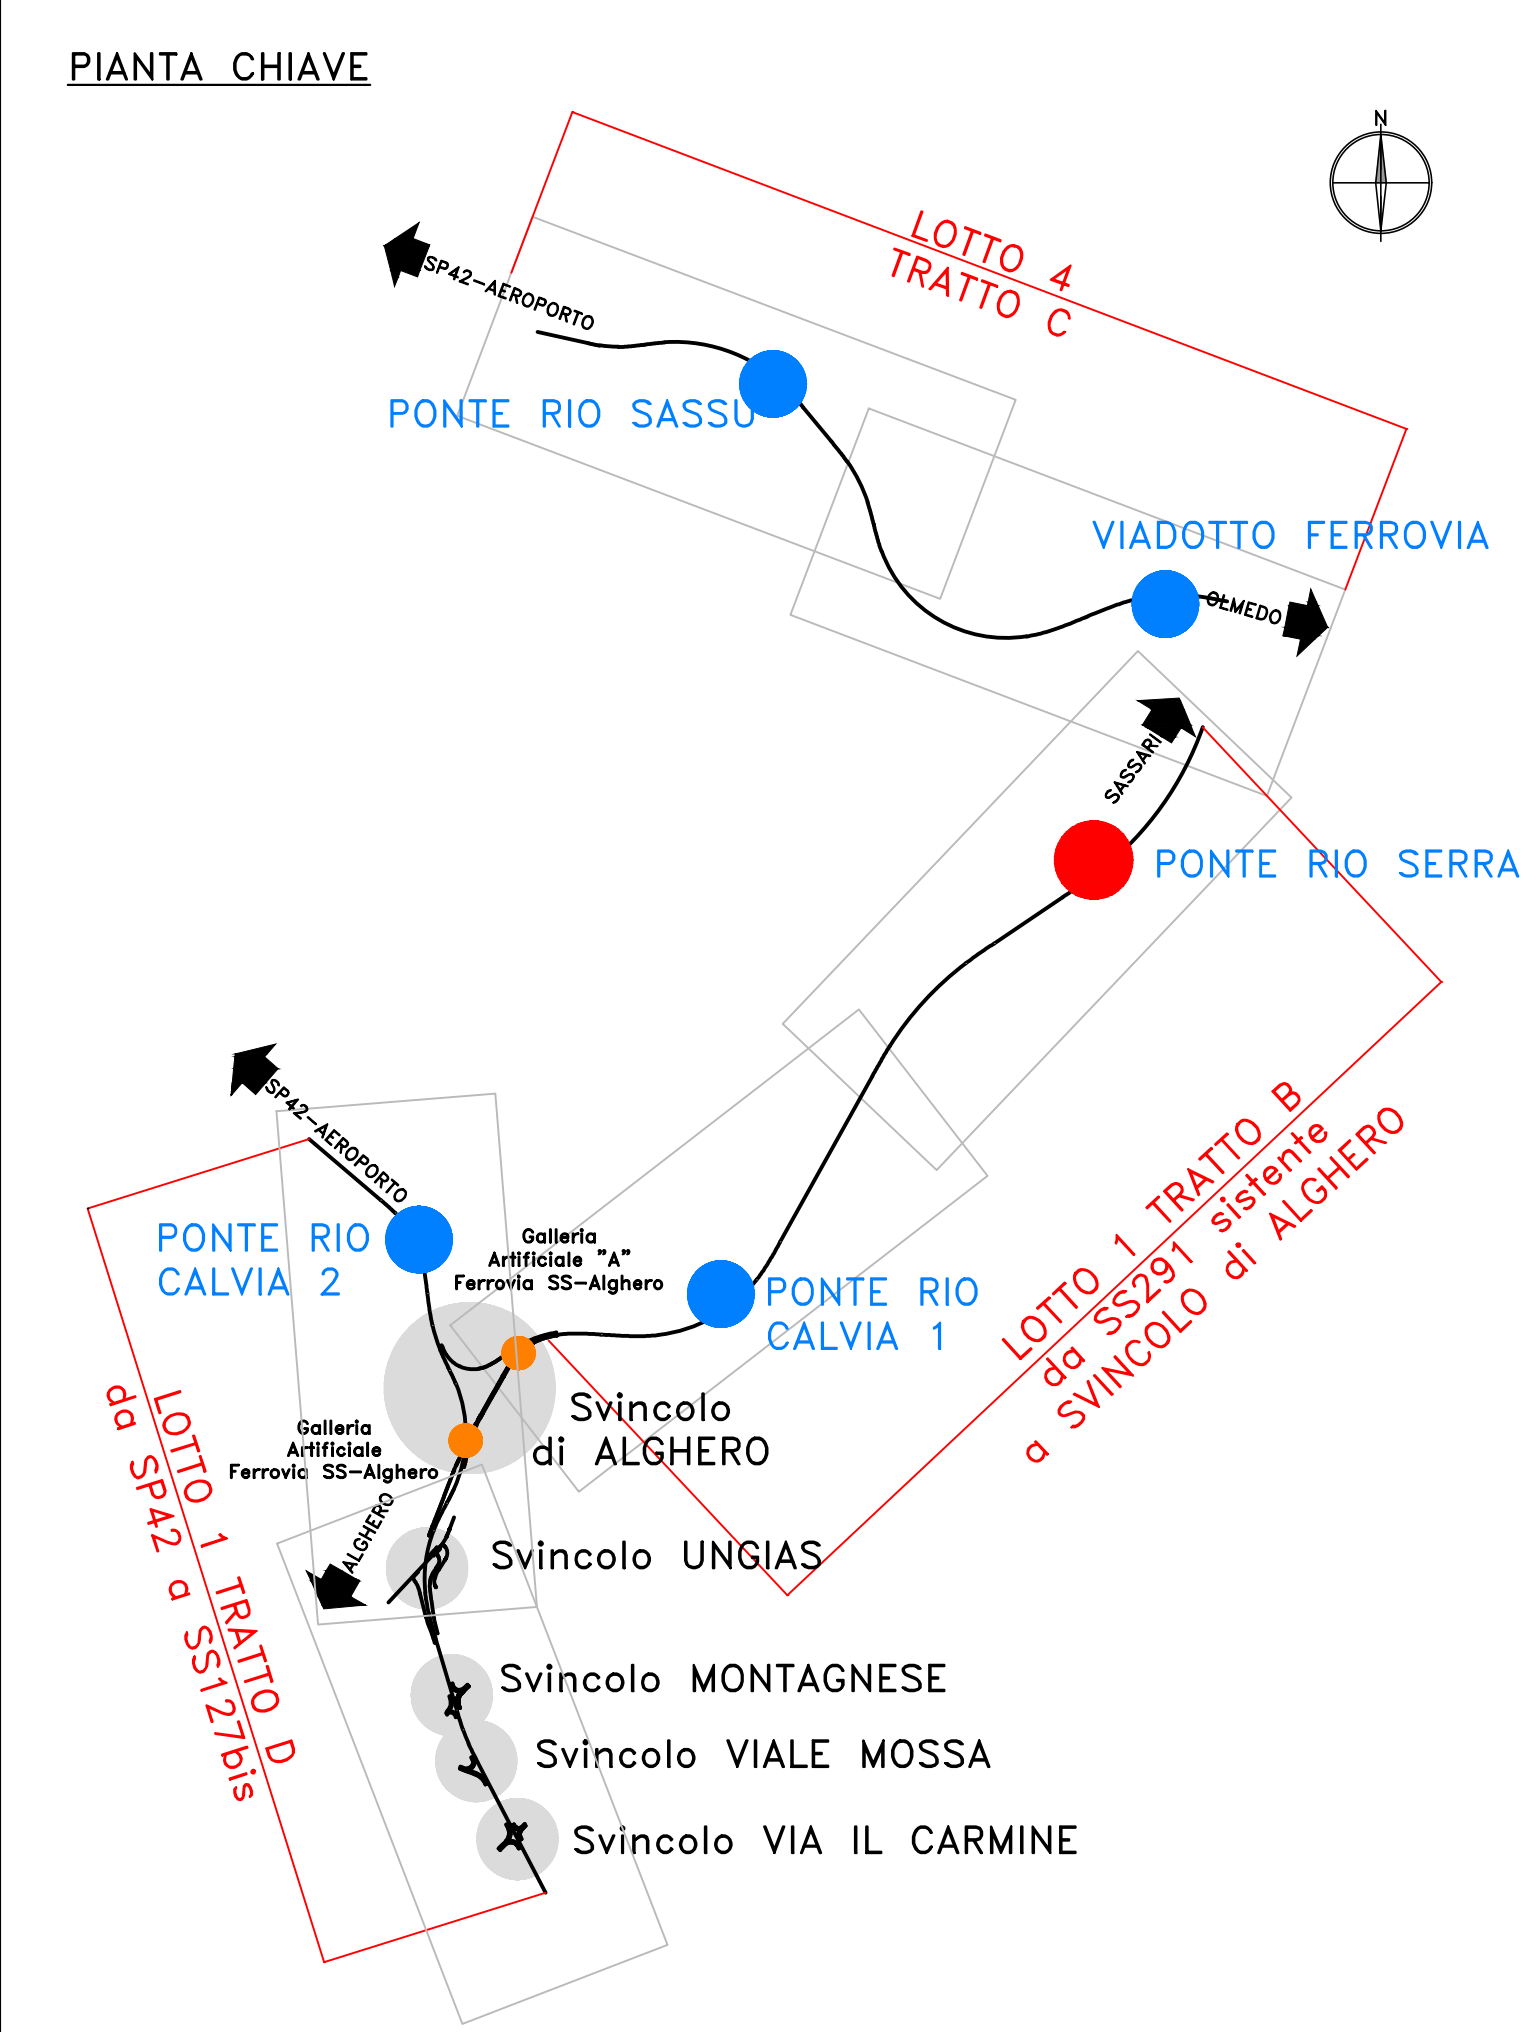 PIANTA CHIAVE
N
LOTTO 4
TRATTO C
SP42-AEROPORTO
PONTE RIO SASSU
VIADOTTO FERROVIA
OLMEDO
SASSARI
PONTE RIO SERRA
SP42-AEROPORTO
PONTE RIO
CALVIA 2
Galleria
Artificiale "A"
Ferrovia SS-Alghero
PONTE RIO
CALVIA 1
LOTTO 1 TRATTO B
da SS291 sistente
a SVINCOLO di ALGHERO
Svincolo
di ALGHERO
Galleria
Artificiale
Ferrovia SS-Alghero
ALGHERO
LOTTO 1 TRATTO D
da SP42 a SS127bis
Svincolo UNGIAS
Svincolo MONTAGNESE
Svincolo VIALE MOSSA
Svincolo VIA IL CARMINE